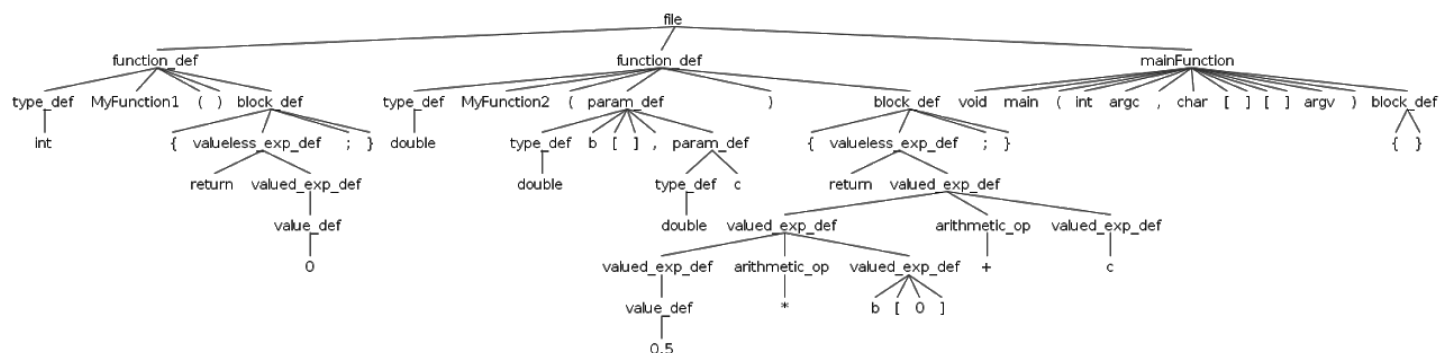 file
function_def function_def mainFunction
type_def MyFunction1 ( ) block_def type_def MyFunction2 ( param_def ) block_def void main ( int argc , char [ ] [ ] argv ) block_def
int { valueless_exp_def ; } double type_def b [ ] , param_def { valueless_exp_def ; } { }
return valued_exp_def double type_def c return valued_exp_def
value_def double valued_exp_def arithmetic_op valued_exp_def
0 valued_exp_def arithmetic_op valued_exp_def + c
value_def * b [ 0 ]
0.5